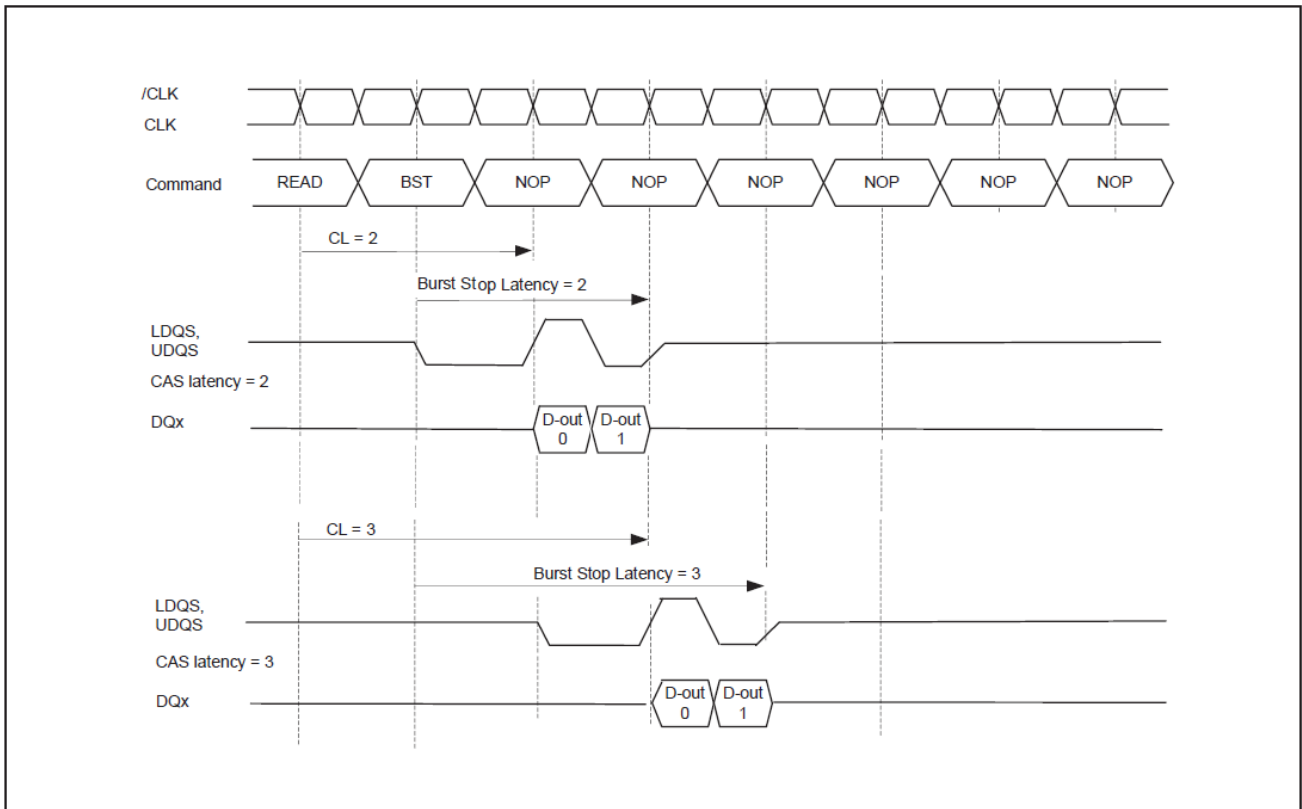 /CLK
CLK
Command
READ BST NOP NOP NOP NOP NOP NOP
CL = 2
Burst Stop Latency = 2
LDQS,
UDQS
CAS latency = 2
DQx
D-out D-out
0 1
CL = 3
Burst Stop Latency = 3
LDQS,
UDQS
CAS latency = 3
DQx
D-out D-out
0 1